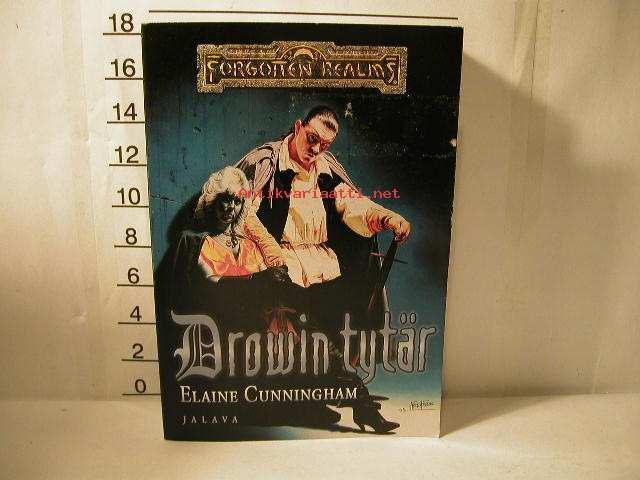 18
16
14
12
10
8
6
4
2
0
FORGOTTEN REALMS
antikvariaatti.net
Drowin tytär
ELAINE CUNNINGHAM
JALAVA